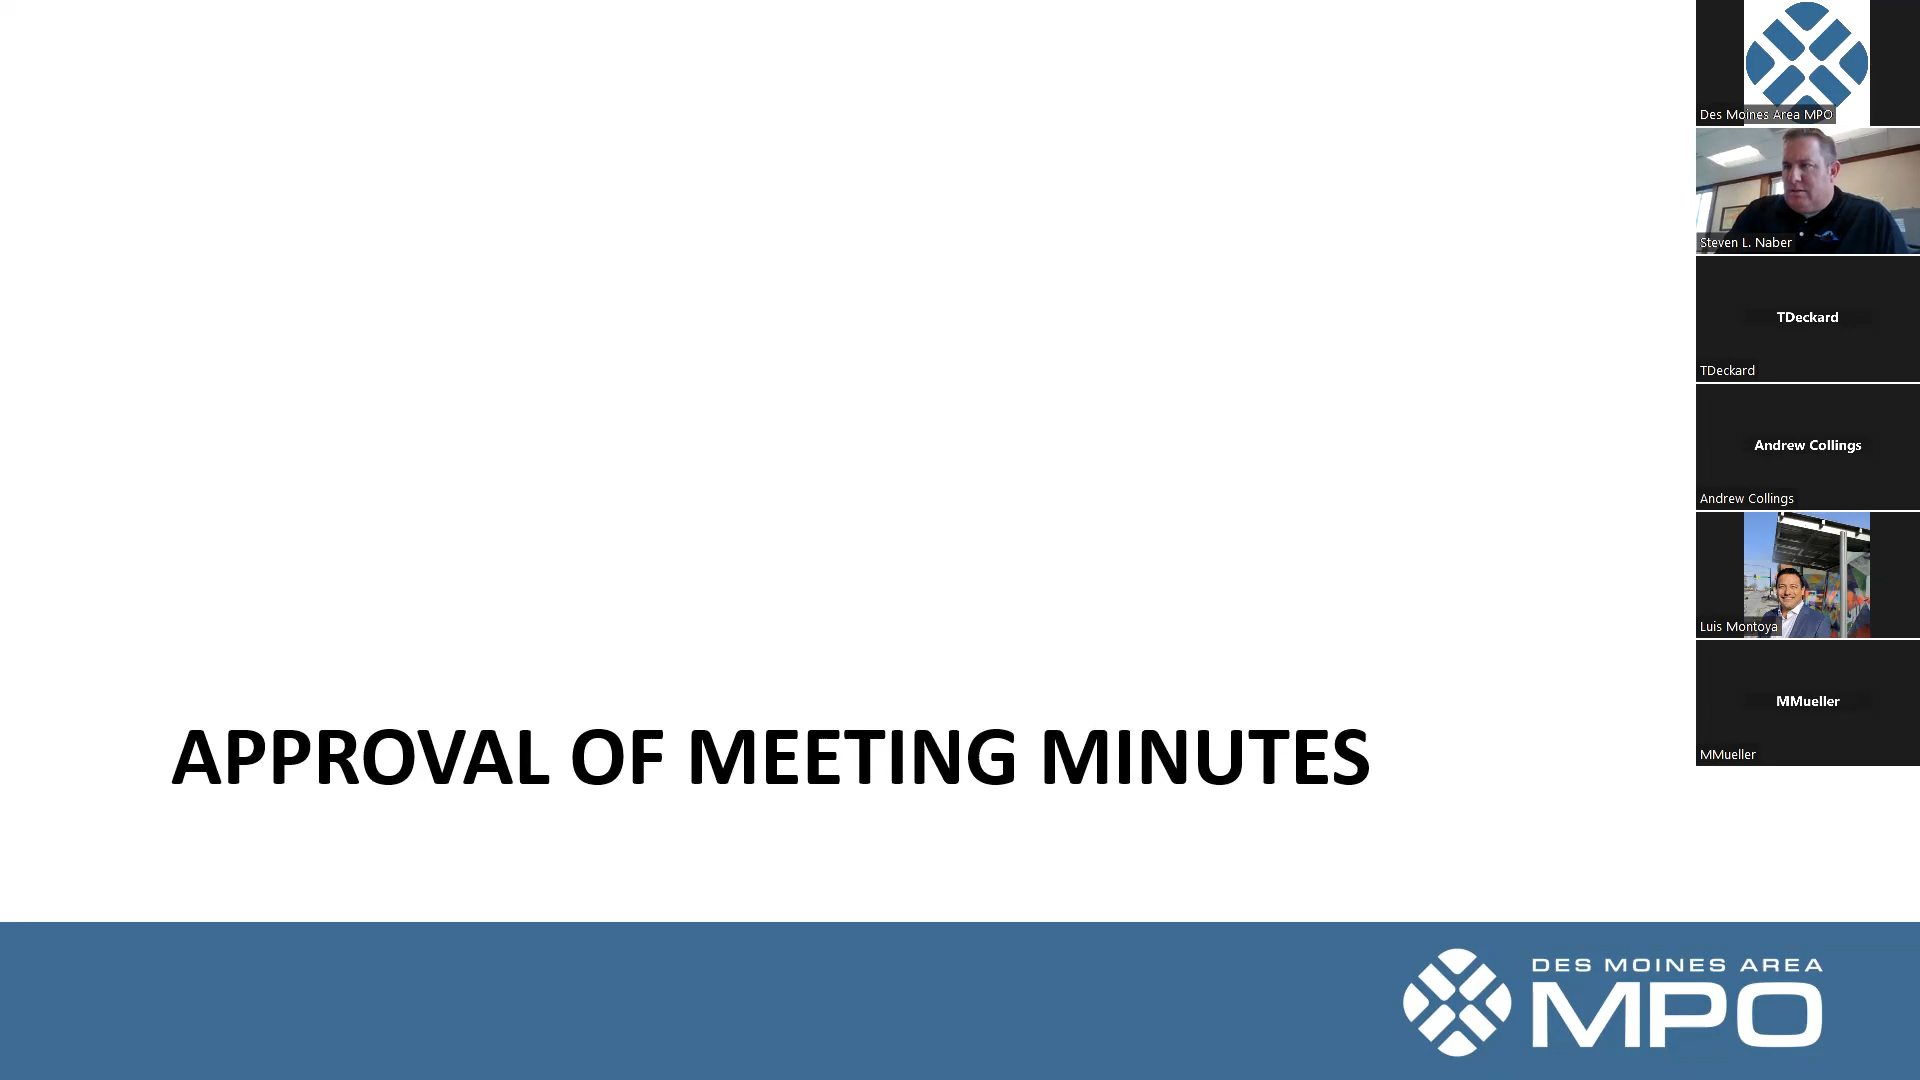 Des Moines Area MPO
Steven L. Naber
TDeckard
TDeckard
Andrew Collings
Andrew Collings
Luis Montoya
MMueller
MMueller
APPROVAL OF MEETING MINUTES
DES MOINES AREA
MPO